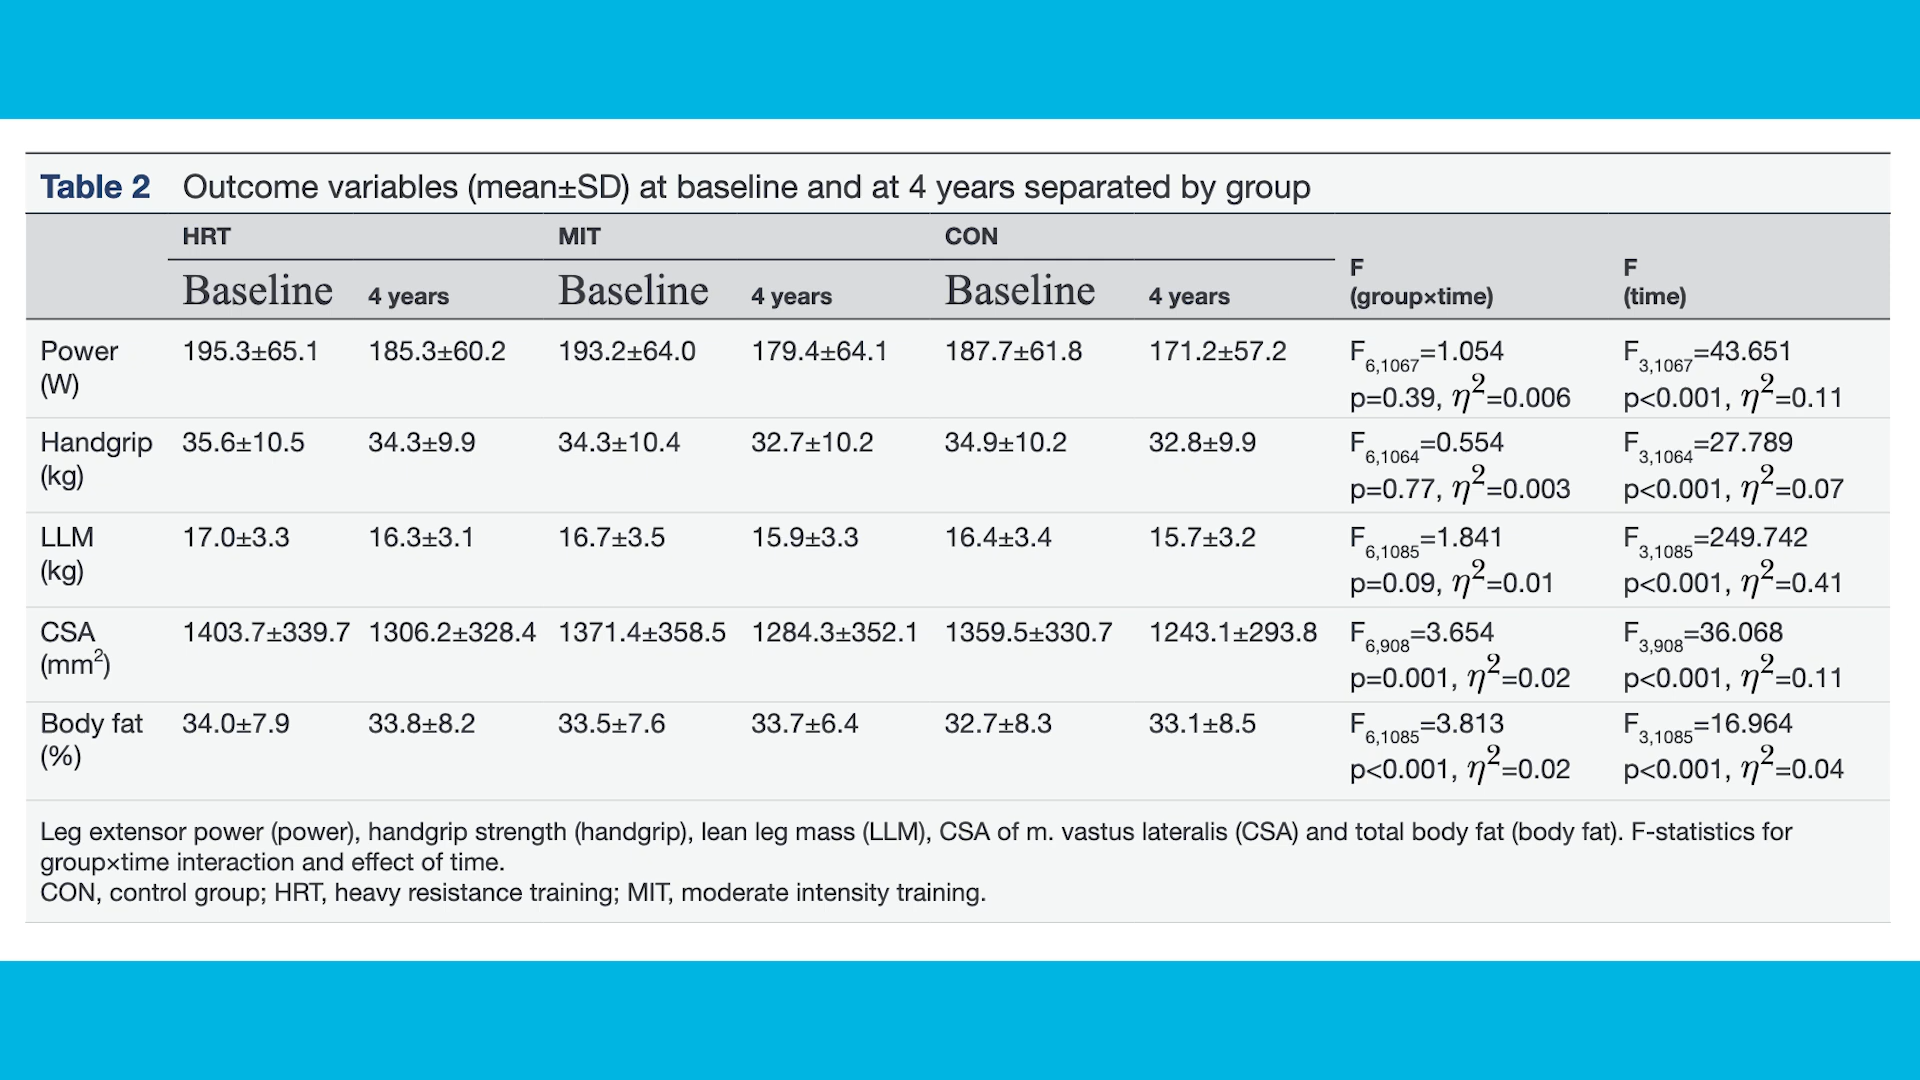 Table 2 Outcome variables (mean±SD) at baseline and at 4 years separated by group
HRT MIT CON
Baseline 4 years Baseline 4 years Baseline 4 years F (group×time) F (time)
Power (W) 195.3±65.1 185.3±60.2 193.2±64.0 179.4±64.1 187.7±61.8 171.2±57.2 F6,1067=1.054 F3,1067=43.651
p=0.39, η²=0.006 p<0.001, η²=0.11
Handgrip (kg) 35.6±10.5 34.3±9.9 34.3±10.4 32.7±10.2 34.9±10.2 32.8±9.9 F6,1064=0.554 F3,1064=27.789
p=0.77, η²=0.003 p<0.001, η²=0.07
LLM (kg) 17.0±3.3 16.3±3.1 16.7±3.5 15.9±3.3 16.4±3.4 15.7±3.2 F6,1085=1.841 F3,1085=249.742
p=0.09, η²=0.01 p<0.001, η²=0.41
CSA (mm²) 1403.7±339.7 1306.2±328.4 1371.4±358.5 1284.3±352.1 1359.5±330.7 1243.1±293.8 F6,908=3.654 F3,908=36.068
p=0.001, η²=0.02 p<0.001, η²=0.11
Body fat (%) 34.0±7.9 33.8±8.2 33.5±7.6 33.7±6.4 32.7±8.3 33.1±8.5 F6,1085=3.813 F3,1085=16.964
p<0.001, η²=0.02 p<0.001, η²=0.04
Leg extensor power (power), handgrip strength (handgrip), lean leg mass (LLM), CSA of m. vastus lateralis (CSA) and total body fat (body fat). F-statistics for
group×time interaction and effect of time.
CON, control group; HRT, heavy resistance training; MIT, moderate intensity training.